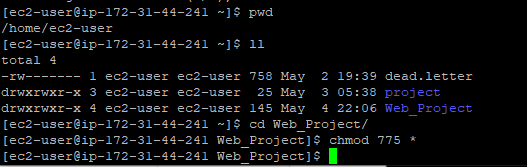 [ec2-user@ip-172-31-44-241 ~]$ pwd
/home/ec2-user
[ec2-user@ip-172-31-44-241 ~]$ ll
total 4
-rw------- 1 ec2-user ec2-user 758 May  2 19:39 dead.letter
drwxrwxr-x 3 ec2-user ec2-user  25 May  3 05:38 project
drwxrwxr-x 4 ec2-user ec2-user 145 May  4 22:06 Web_Project
[ec2-user@ip-172-31-44-241 ~]$ cd Web_Project/
[ec2-user@ip-172-31-44-241 Web_Project]$ chmod 775 *
[ec2-user@ip-172-31-44-241 Web_Project]$